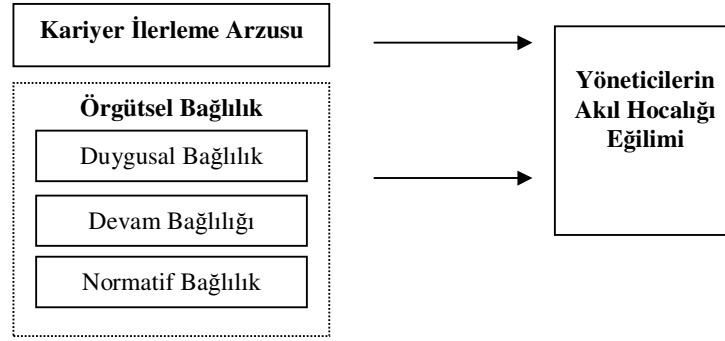 Kariyer İlerleme Arzusu
Örgütsel Bağlılık
Duygusal Bağlılık
Devam Bağlılığı
Normatif Bağlılık
Yöneticilerin
Akıl Hocalığı
Eğilimi